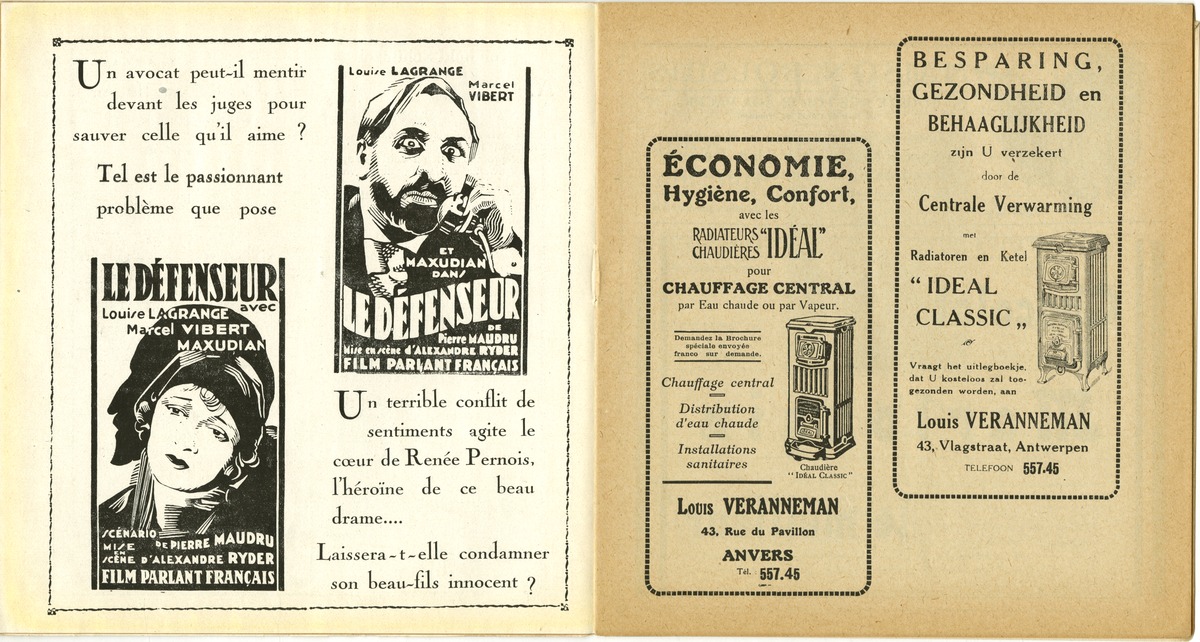 Un avocat peut-il mentir
devant les juges pour
sauver celle qu'il aime ?
Tel est le passionnant
problème que pose
LE DÉFENSEUR
avec
Louise LAGRANGE
Marcel VIBERT
MAXUDIAN
SCÉNARIO
DE PIERRE MAUDRU
MISE EN SCÈNE D'ALEXANDRE RYDER
FILM PARLANT FRANÇAIS
Louise LAGRANGE
Marcel
VIBERT
ET
MAXUDIAN
DANS
LE DÉFENSEUR
DE
Pierre MAUDRU
Mise en scène d'ALEXANDRE RYDER
FILM PARLANT FRANÇAIS
Un terrible conflit de
sentiments agite le
cœur de Renée Pernois,
l'héroïne de ce beau
drame....
Laissera-t-elle condamner
son beau-fils innocent ?
ÉCONOMIE,
Hygiène, Confort,
avec les
RADIATEURS "IDÉAL"
CHAUDIÈRES
pour
CHAUFFAGE CENTRAL
par Eau chaude ou par Vapeur.
Demandez la Brochure
spéciale envoyée
franco sur demande.
Chauffage central
Distribution
d'eau chaude
Installations
sanitaires
Chaudière
"IDÉAL CLASSIC"
Louis VERANNEMAN
43, Rue du Pavillon
ANVERS
Tél. 557.45
BESPARING,
GEZONDHEID en
BEHAAGLIJKHEID
zijn U verzekert
door de
Centrale Verwarming
met
Radiatoren en Ketel
"IDEAL
CLASSIC„
Vraagt het uitlegboekje,
dat U kosteloos zal toe-
gezonden worden, aan
Louis VERANNEMAN
43, Vlagstraat, Antwerpen
TELEFOON 557.45